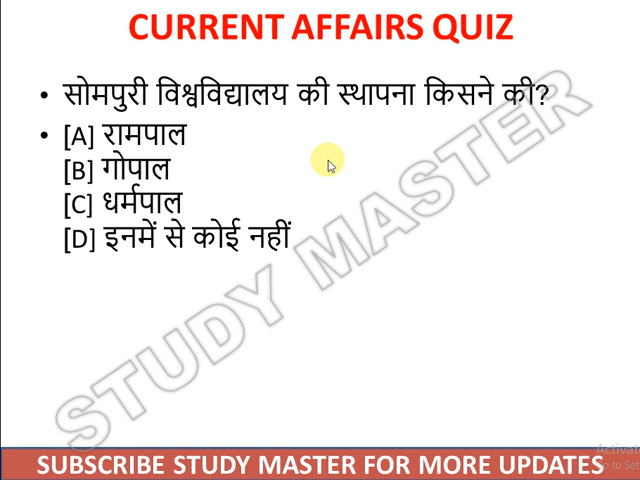 CURRENT AFFAIRS QUIZ
• सोमपुरी विश्वविद्यालय की स्थापना किसने की?
• [A] रामपाल
[B] गोपाल
[C] धर्मपाल
[D] इनमें से कोई नहीं
STUDY MASTER
SUBSCRIBE STUDY MASTER FOR MORE UPDATES